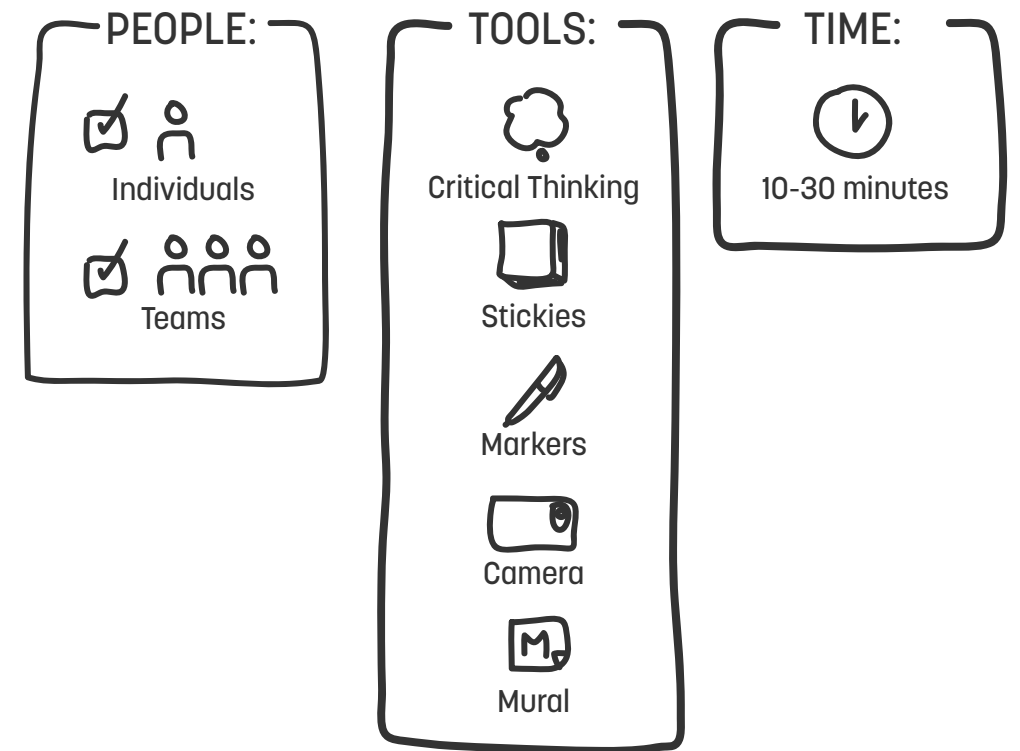 PEOPLE:
Individuals
Teams
TOOLS:
Critical Thinking
Stickies
Markers
Camera
M
Mural
TIME:
10-30 minutes